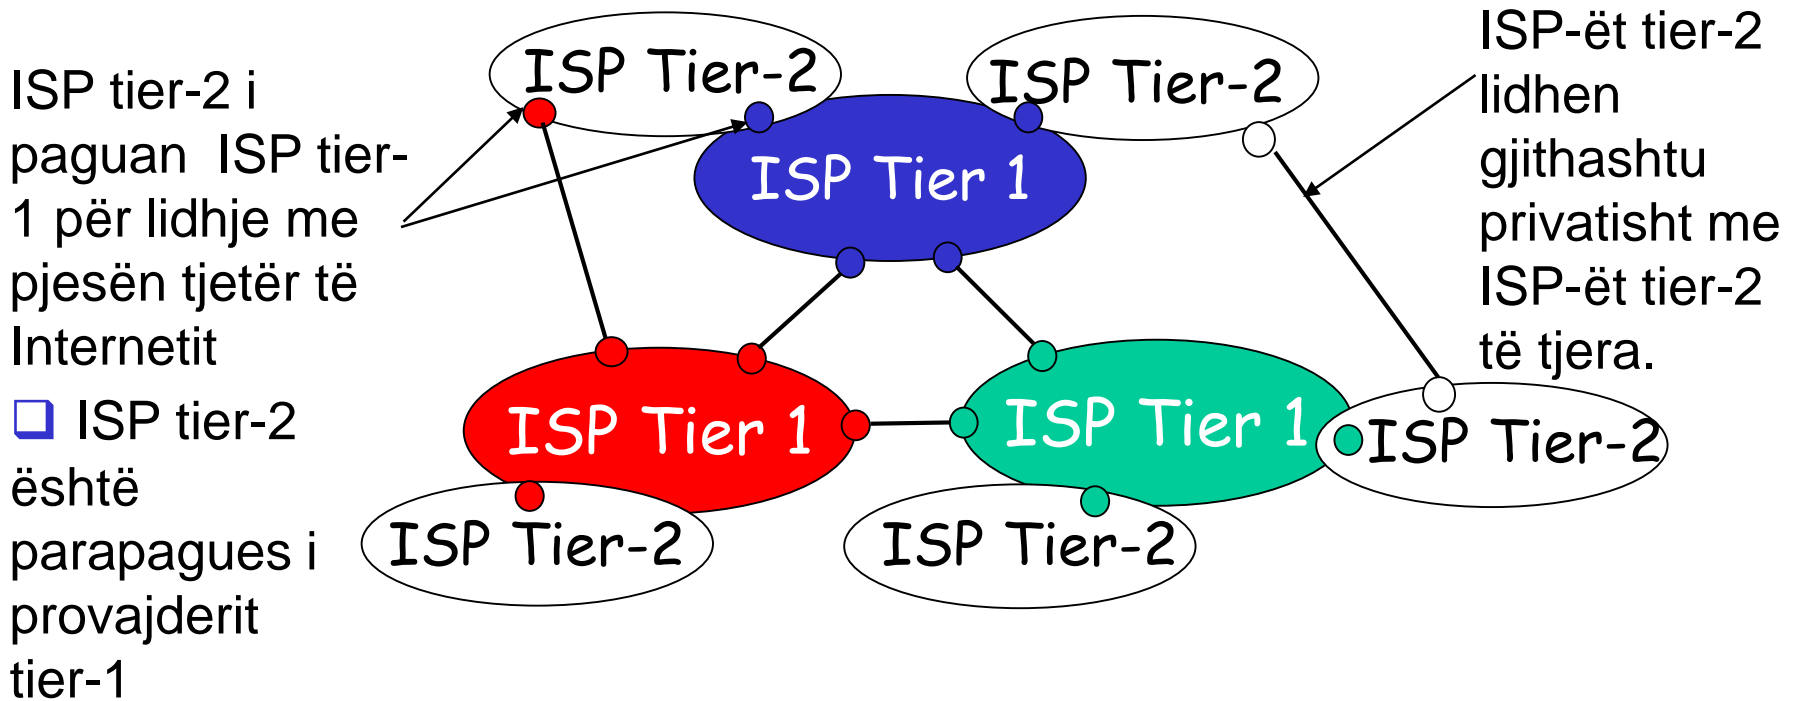 ISP tier-2 i
paguan  ISP tier-
1 për lidhje me
pjesën tjetër të
Internetit
❑ ISP tier-2
është
parapagues i
provajderit
tier-1
ISP Tier-2
ISP Tier-2
ISP Tier 1
ISP Tier 1
ISP Tier 1
ISP Tier-2
ISP Tier-2
ISP Tier-2
ISP-ët tier-2
lidhen
gjithashtu
privatisht me
ISP-ët tier-2
të tjera.